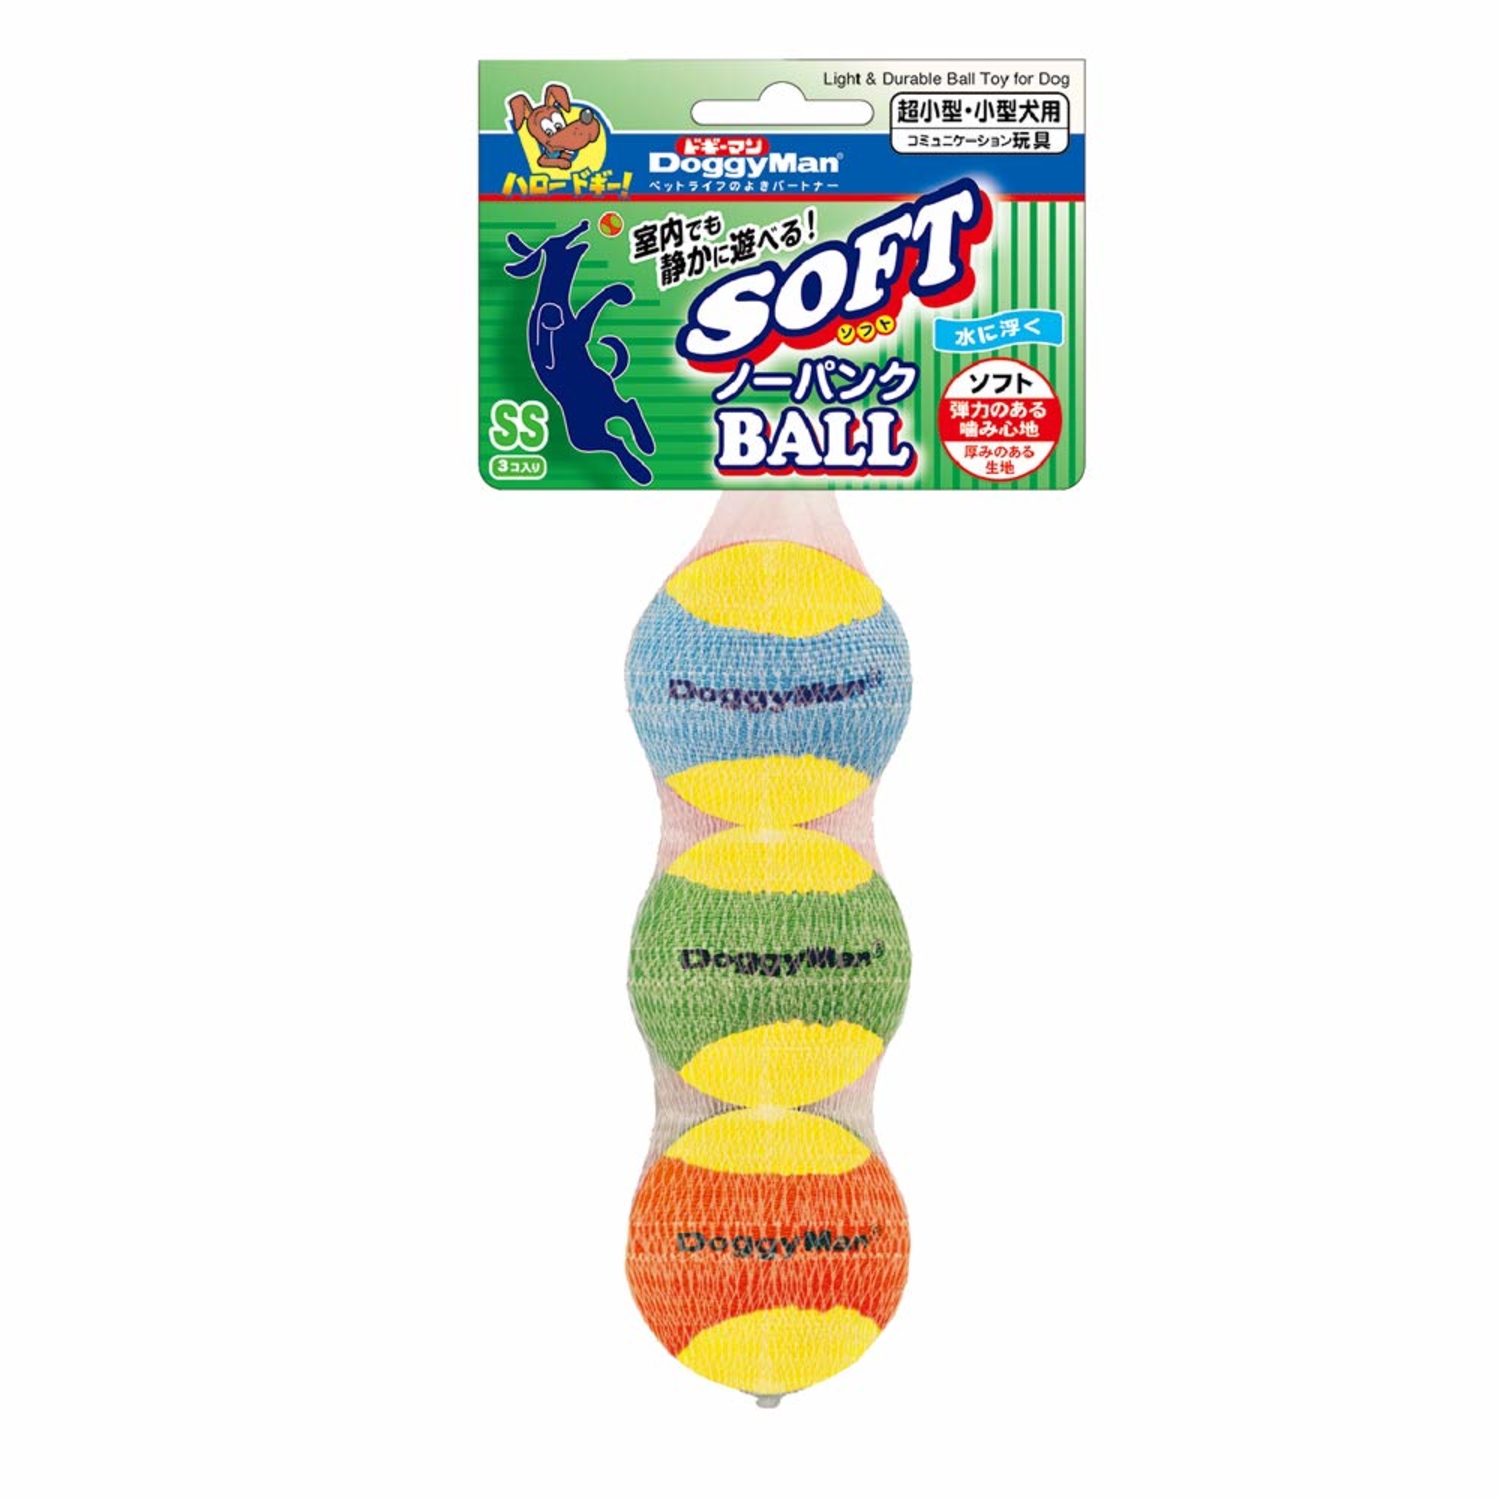 Light & Durable Ball Toy for Dog
超小型・小型犬用
コミュニケーション玩具
ハロードギー!
ドギーマン
DoggyMan®
ペットライフのよきパートナー
室内でも
静かに遊べる!
SOFT
ソフト
ノーパンク
BALL
水に浮く
ソフト
弾力のある
噛み心地
厚みのある
生地
SS
3コ入り
DoggyMan®
DoggyMan®
DoggyMan®